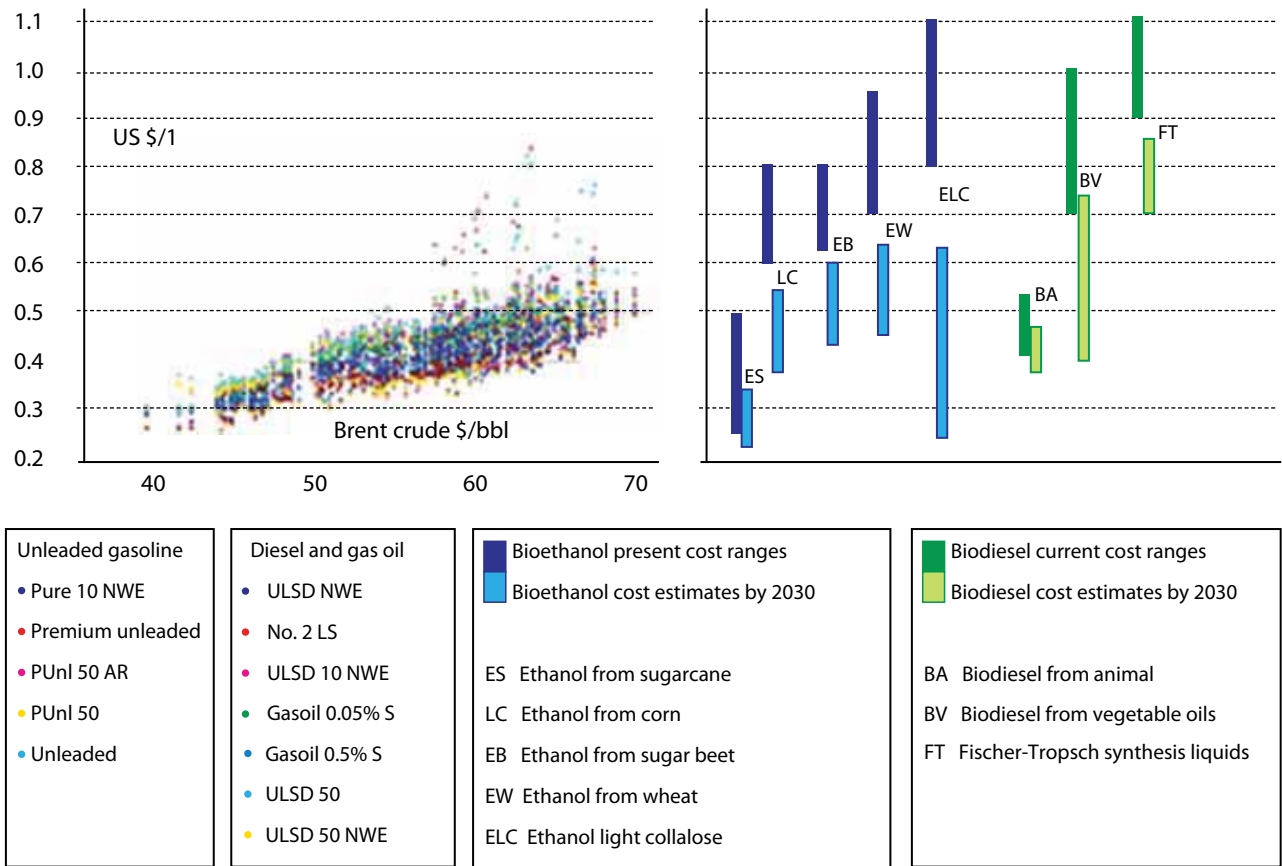 1.1
1.0
0.9
0.8
0.7
0.6
0.5
0.4
0.3
0.2
US $/1
Brent crude $/bbl
40 50 60 70
ES
LC
EB
EW
ELC
BA
BV
FT
Unleaded gasoline
Pure 10 NWE
Premium unleaded
PUnl 50 AR
PUnl 50
Unleaded
Diesel and gas oil
ULSD NWE
No. 2 LS
ULSD 10 NWE
Gasoil 0.05% S
Gasoil 0.5% S
ULSD 50
ULSD 50 NWE
Bioethanol present cost ranges
Bioethanol cost estimates by 2030
ES Ethanol from sugarcane
LC Ethanol from corn
EB Ethanol from sugar beet
EW Ethanol from wheat
ELC Ethanol light collalose
Biodiesel current cost ranges
Biodiesel cost estimates by 2030
BA Biodiesel from animal
BV Biodiesel from vegetable oils
FT Fischer-Tropsch synthesis liquids